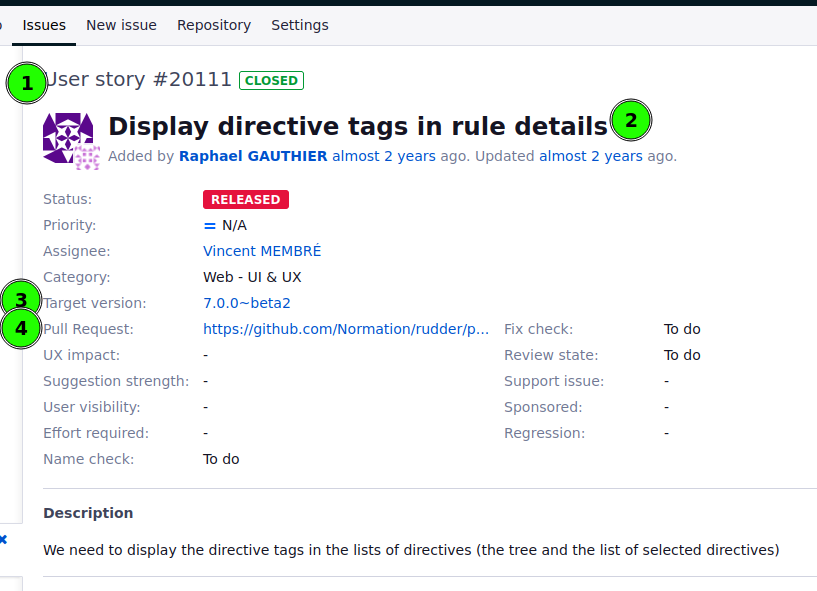 Issues New issue Repository Settings
1 User story #20111 CLOSED
Display directive tags in rule details 2
Added by Raphael GAUTHIER almost 2 years ago. Updated almost 2 years ago.
Status: RELEASED
Priority: = N/A
Assignee: Vincent MEMBRÉ
Category: Web - UI & UX
3 Target version: 7.0.0~beta2
4 Pull Request: https://github.com/Normation/rudder/p... Fix check: To do
UX impact: - Review state: To do
Suggestion strength: - Support issue: -
User visibility: - Sponsored: -
Effort required: - Regression: -
Name check: To do
Description
We need to display the directive tags in the lists of directives (the tree and the list of selected directives)